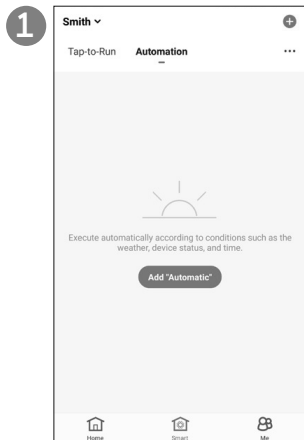 1
Smith
Tap-to-Run Automation
Execute automatically according to conditions such as the
weather, device status, and time.
Add "Automatic"
Home Smart Me